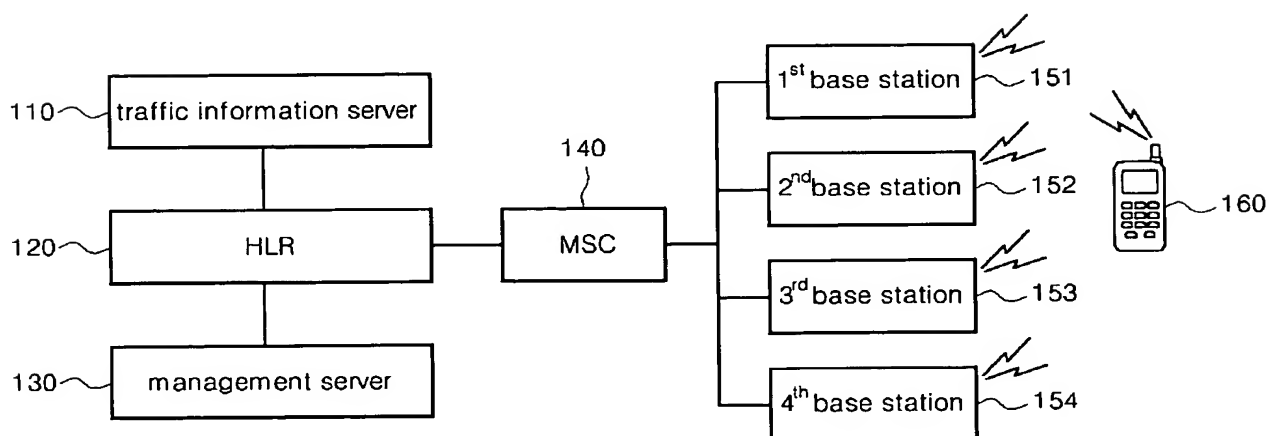 110 traffic information server
120 HLR
130 management server
140
MSC
1st base station 151
2nd base station 152
3rd base station 153
4th base station 154
160